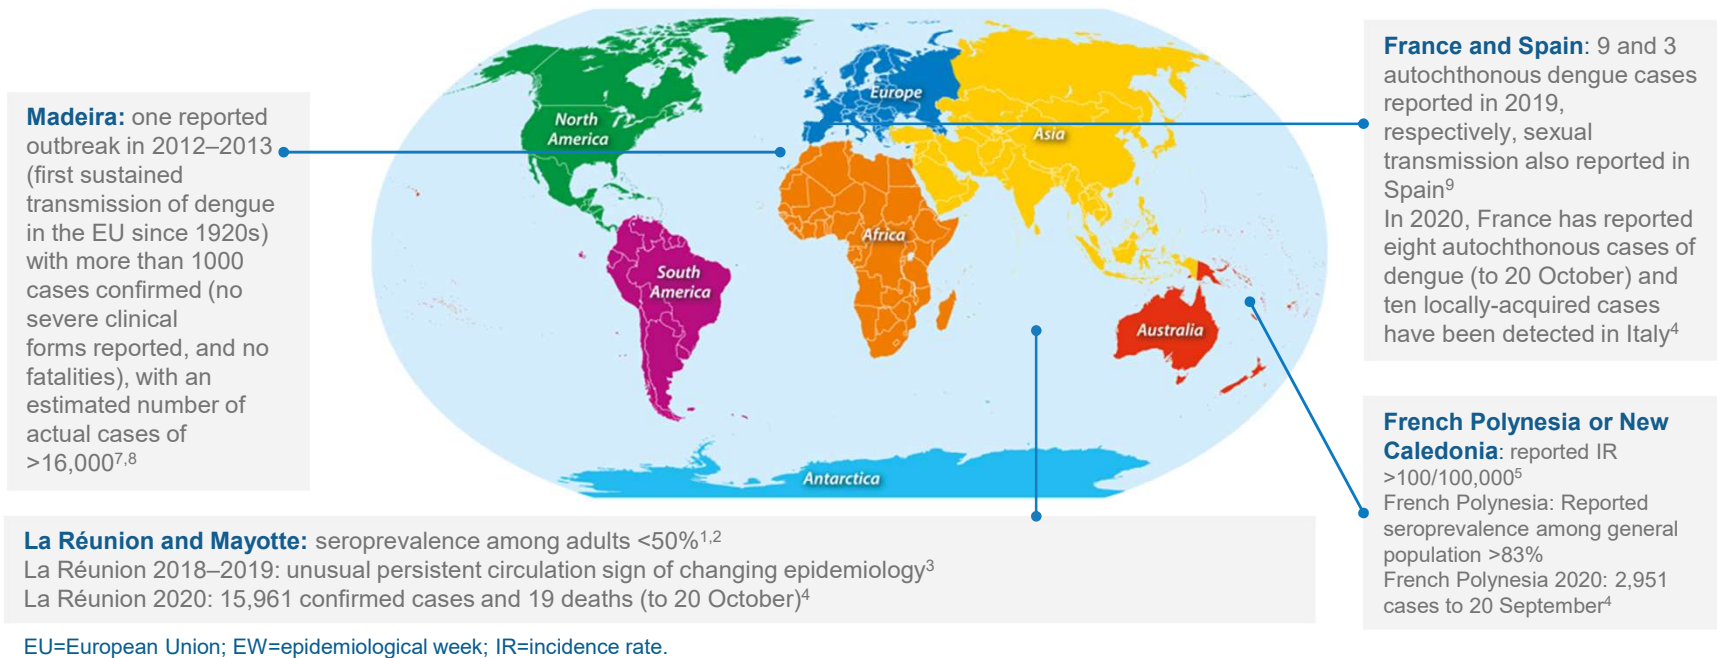 Madeira: one reported
outbreak in 2012–2013
(first sustained
transmission of dengue
in the EU since 1920s)
with more than 1000
cases confirmed (no
severe clinical
forms reported, and no
fatalities), with an
estimated number of
actual cases of
>16,0007,8
North
America
South
America
Europe
Africa
Asia
Australia
Antarctica
France and Spain: 9 and 3
autochthonous dengue cases
reported in 2019,
respectively, sexual
transmission also reported in
Spain9
In 2020, France has reported
eight autochthonous cases of
dengue (to 20 October) and
ten locally-acquired cases
have been detected in Italy4
French Polynesia or New
Caledonia: reported IR
>100/100,0005
French Polynesia: Reported
seroprevalence among general
population >83%
French Polynesia 2020: 2,951
cases to 20 September4
La Réunion and Mayotte: seroprevalence among adults <50%1,2
La Réunion 2018–2019: unusual persistent circulation sign of changing epidemiology3
La Réunion 2020: 15,961 confirmed cases and 19 deaths (to 20 October)4
EU=European Union; EW=epidemiological week; IR=incidence rate.